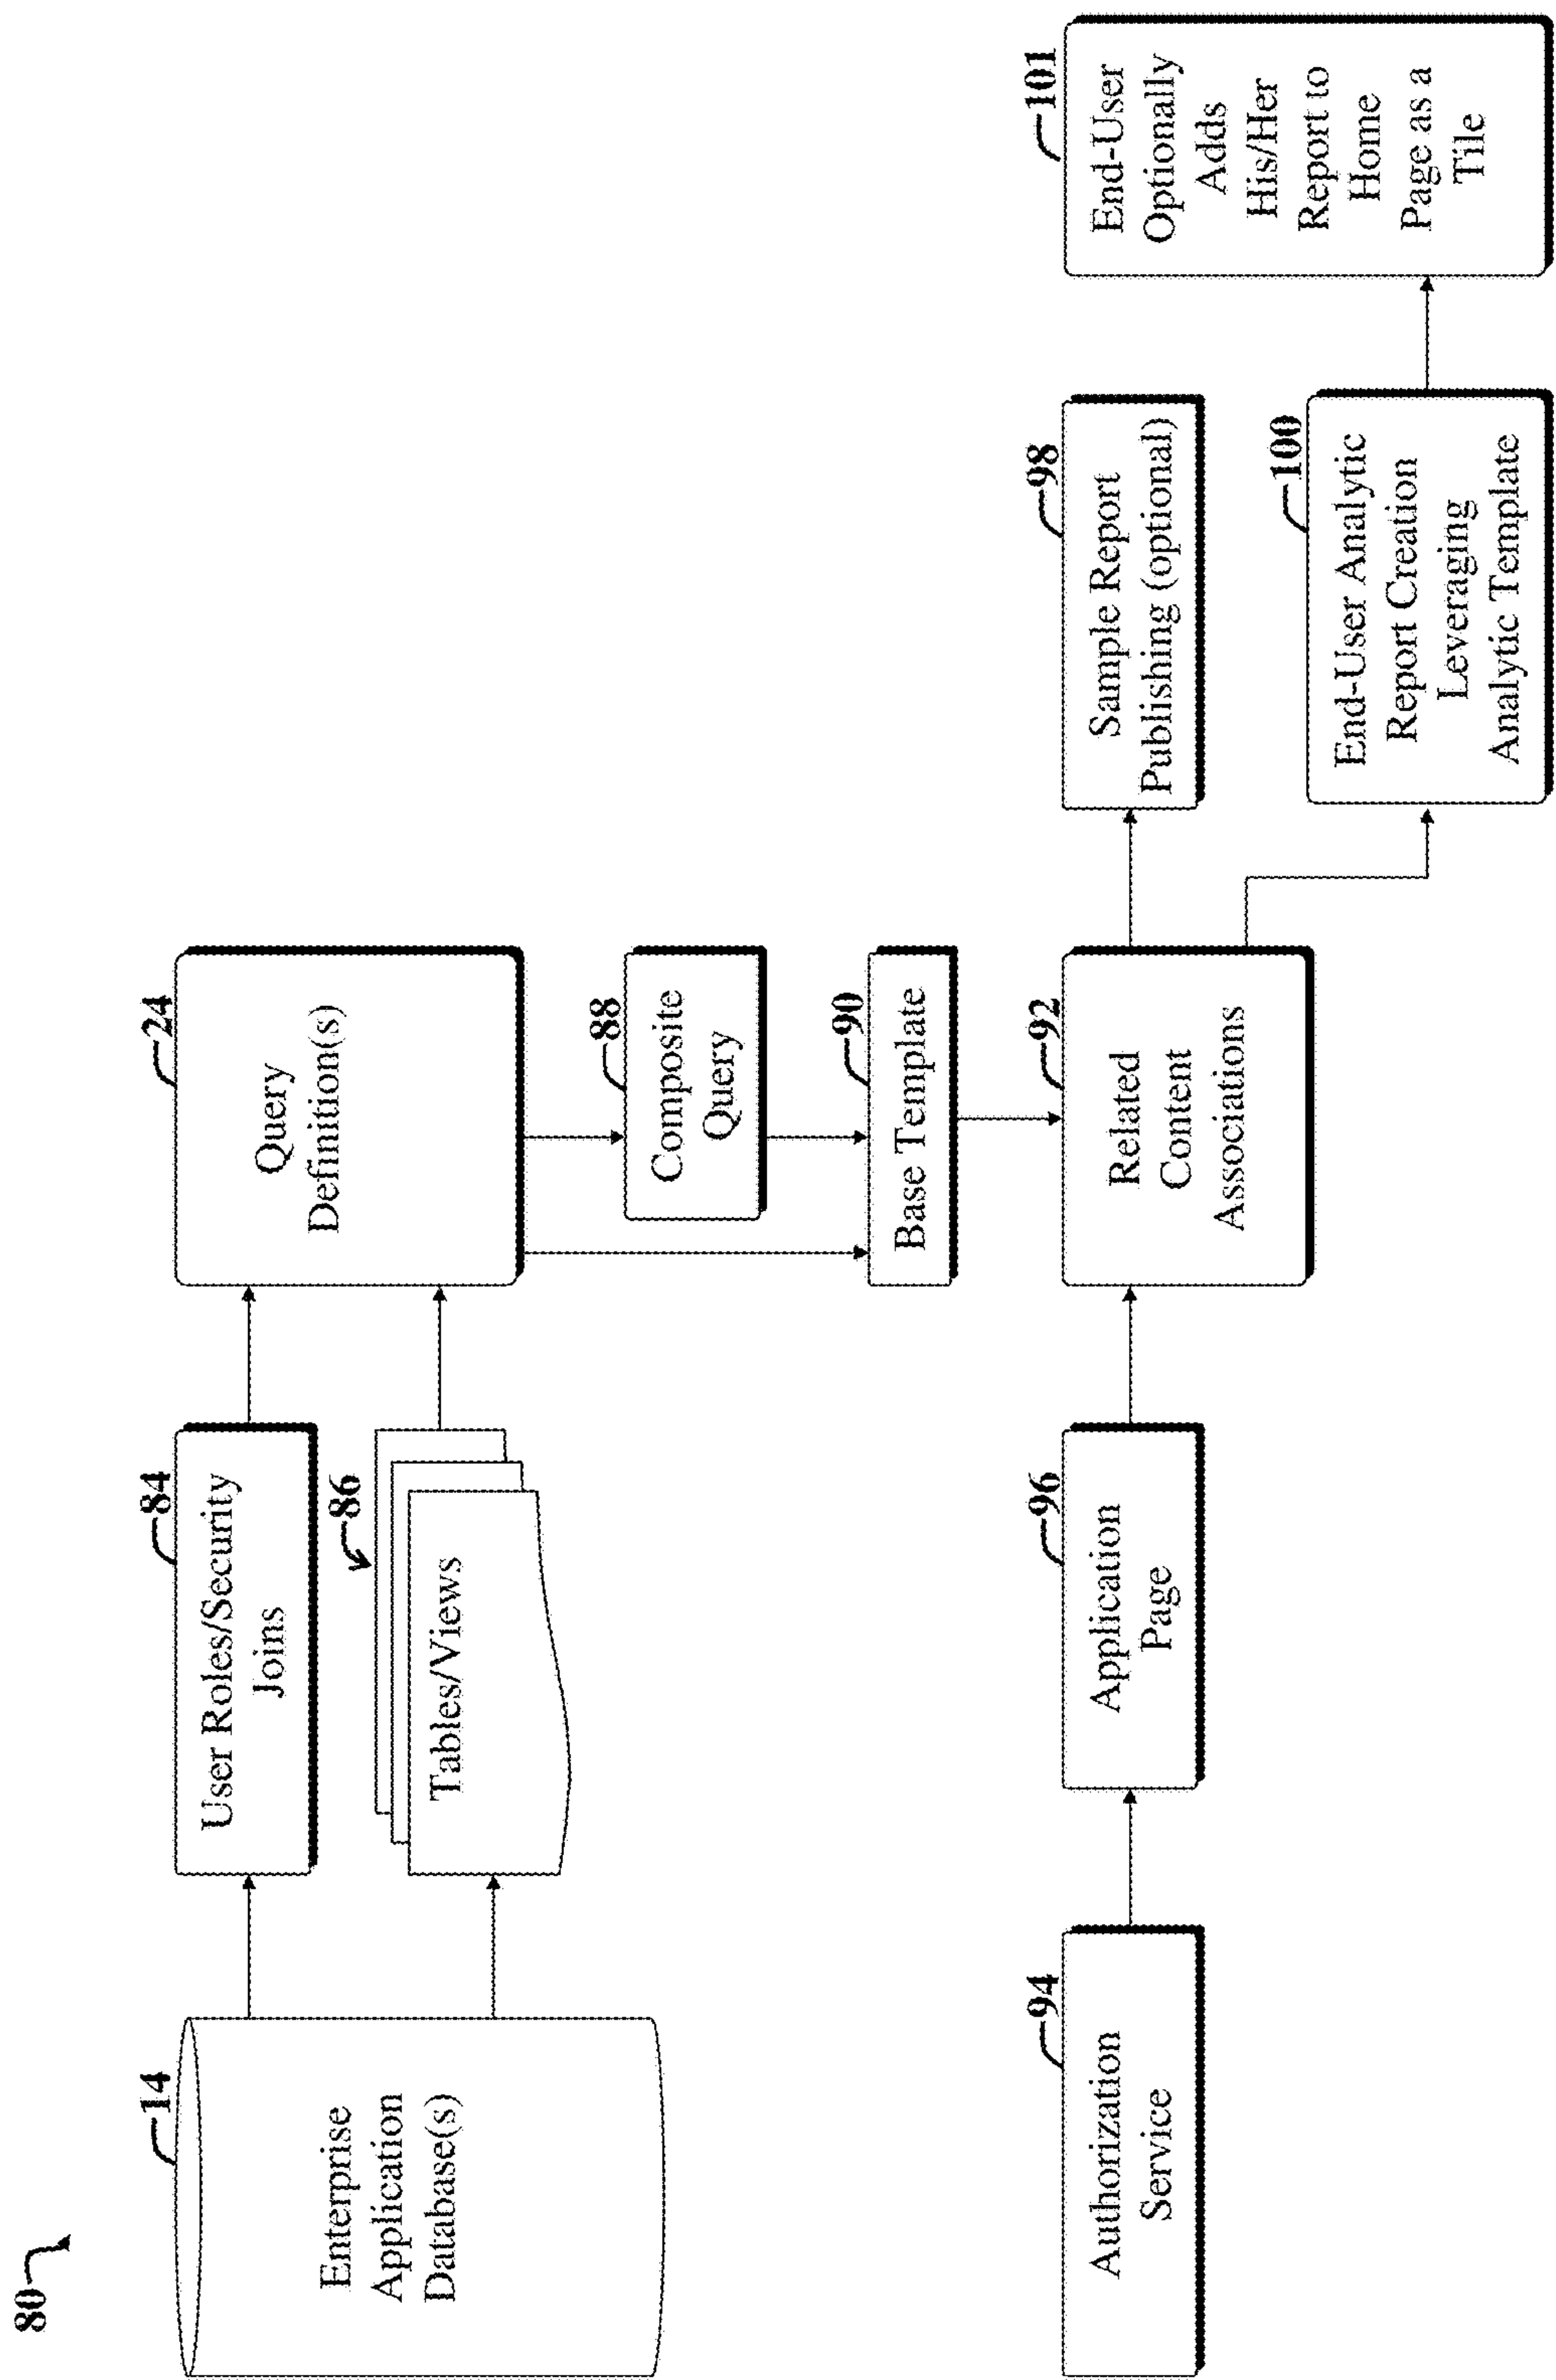 80
14
Enterprise
Application
Database(s)
84
User Roles/Security
Joins
86
Tables/Views
24
Query
Definition(s)
88
Composite
Query
90
Base Template
94
Authorization
Service
96
Application
Page
92
Related
Content
Associations
98
Sample Report
Publishing (optional)
100
End-User Analytic
Report Creation
Leveraging
Analytic Template
101
End-User
Optionally
Adds
His/Her
Report to
Home
Page as a
Tile